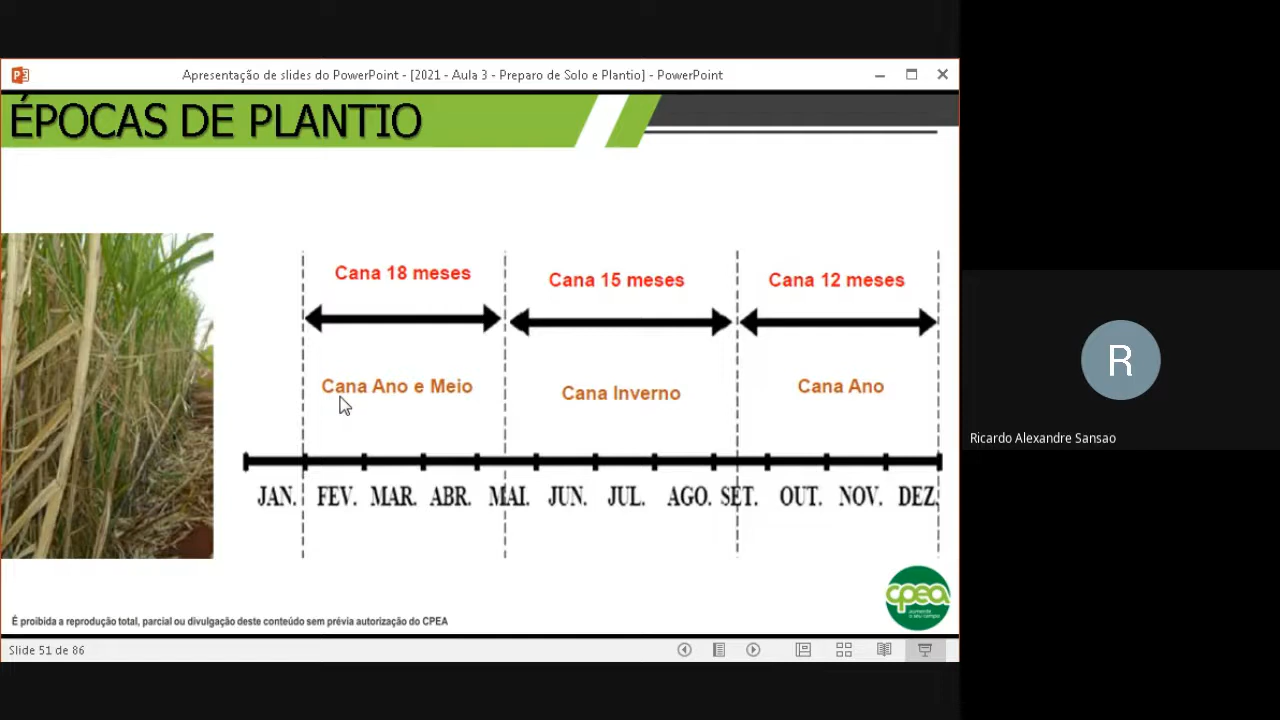 Apresentação de slides do PowerPoint - [2021 - Aula 3 - Preparo de Solo e Plantio] - PowerPoint
ÉPOCAS DE PLANTIO
Cana 18 meses
Cana 15 meses
Cana 12 meses
Cana Ano e Meio
Cana Inverno
Cana Ano
JAN. FEV. MAR. ABR. MAI. JUN. JUL. AGO. SET. OUT. NOV. DEZ.
cpea
aumente
o seu campo
É proibida a reprodução total, parcial ou divulgação deste conteúdo sem prévia autorização do CPEA
Slide 51 de 86
R
Ricardo Alexandre Sansao